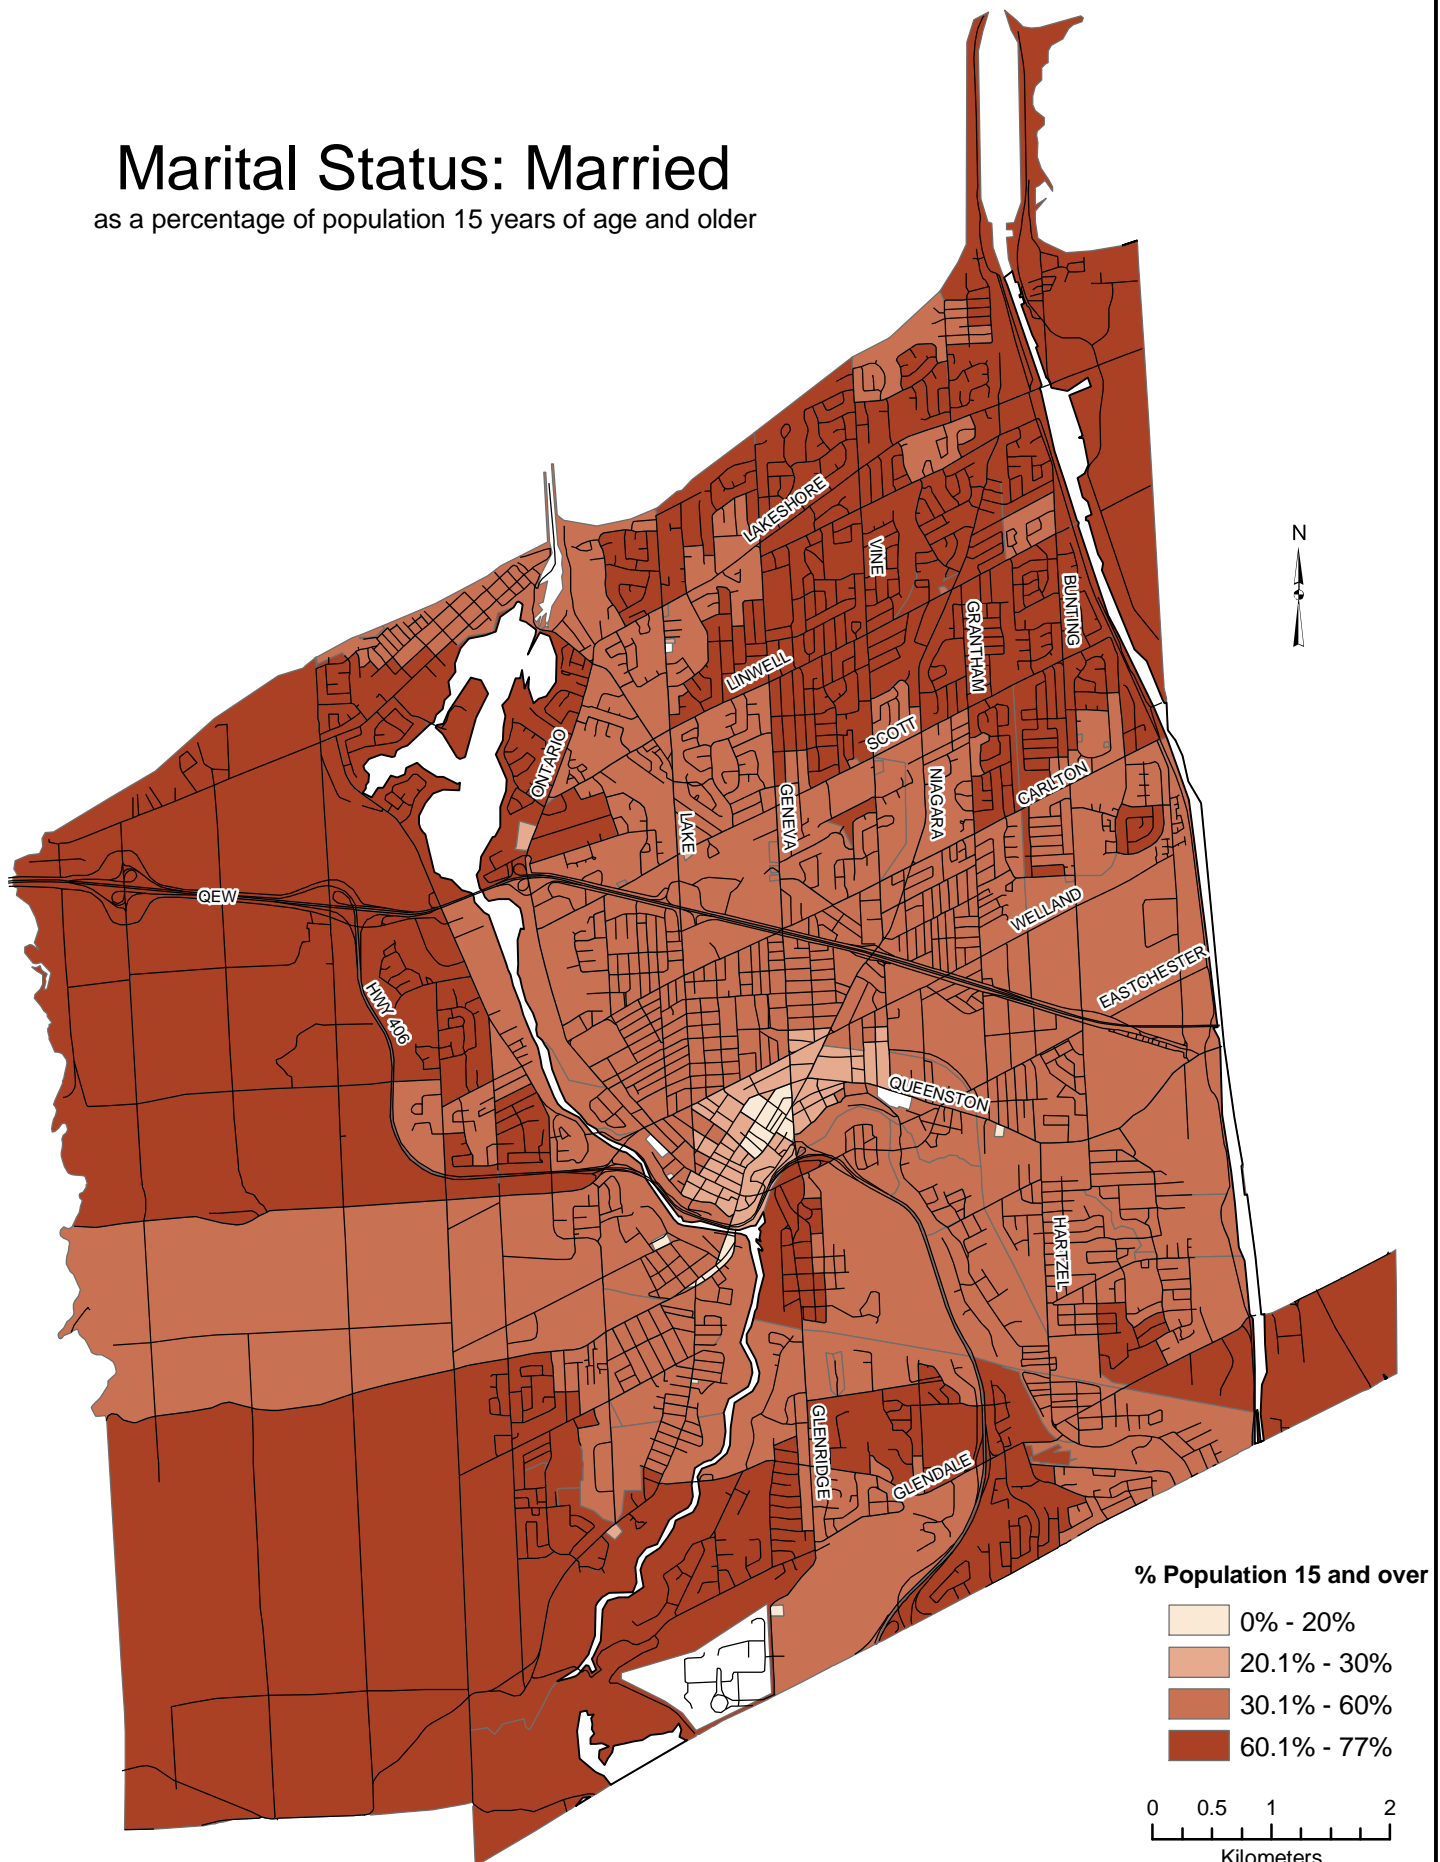 Marital Status: Married
as a percentage of population 15 years of age and older
LAKESHORE
VINE
N
BUNTING
GRANTHAM
LINWELL
SCOTT
ONTARIO
NIAGARA
CARLTON
GENEVA
LAKE
QEW
WELLAND
EASTCHESTER
HWY 406
QUEENSTON
HARTZEL
GLENRIDGE
GLENDALE
% Population 15 and over
0% - 20%
20.1% - 30%
30.1% - 60%
60.1% - 77%
0 0.5 1 2
Kilometers